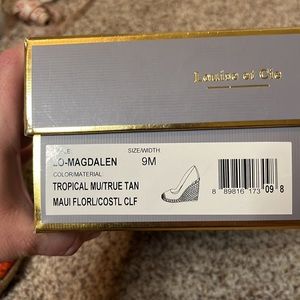 Louise et Cie
SIZE/WIDTH
LO-MAGDALEN 9M
COLOR/MATERIAL
TROPICAL MU/TRUE TAN
MAUI FLORL/COSTL CLF
8 89816 173 09 8